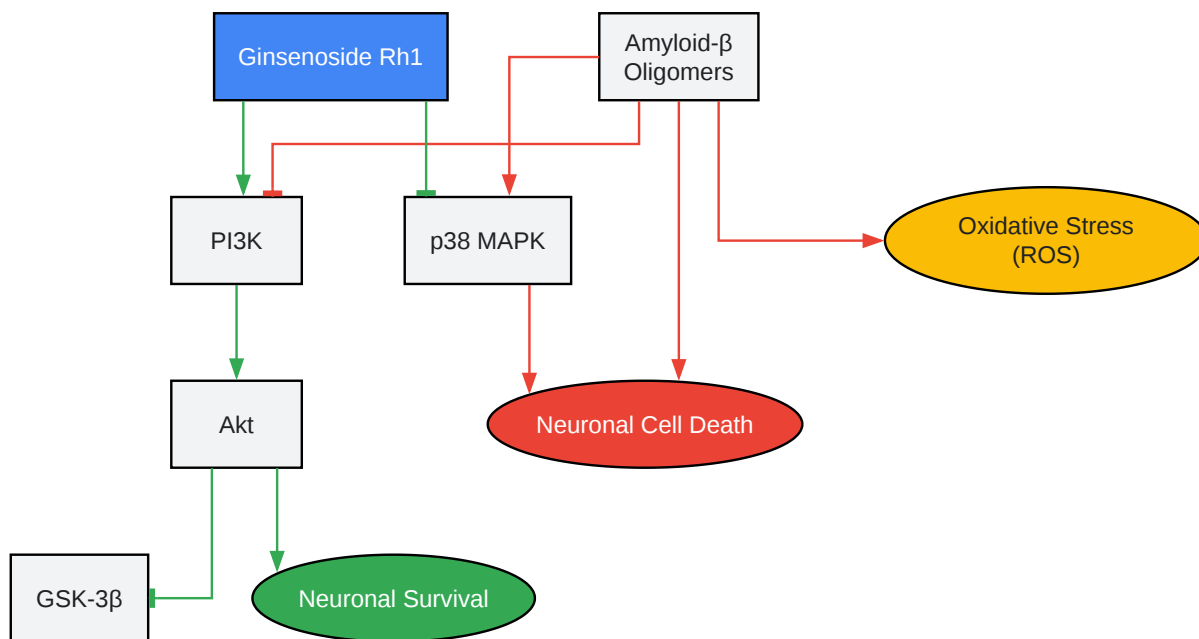 Ginsenoside Rh1
Amyloid-β
Oligomers
PI3K
p38 MAPK
Oxidative Stress
(ROS)
Akt
Neuronal Cell Death
GSK-3β
Neuronal Survival